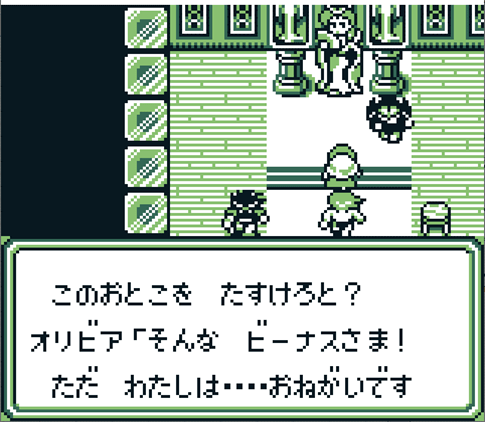 このおとこを　たすけろと？
オリビア「そんな　ビーナスさま！
ただ　わたしは‥‥おねがいです